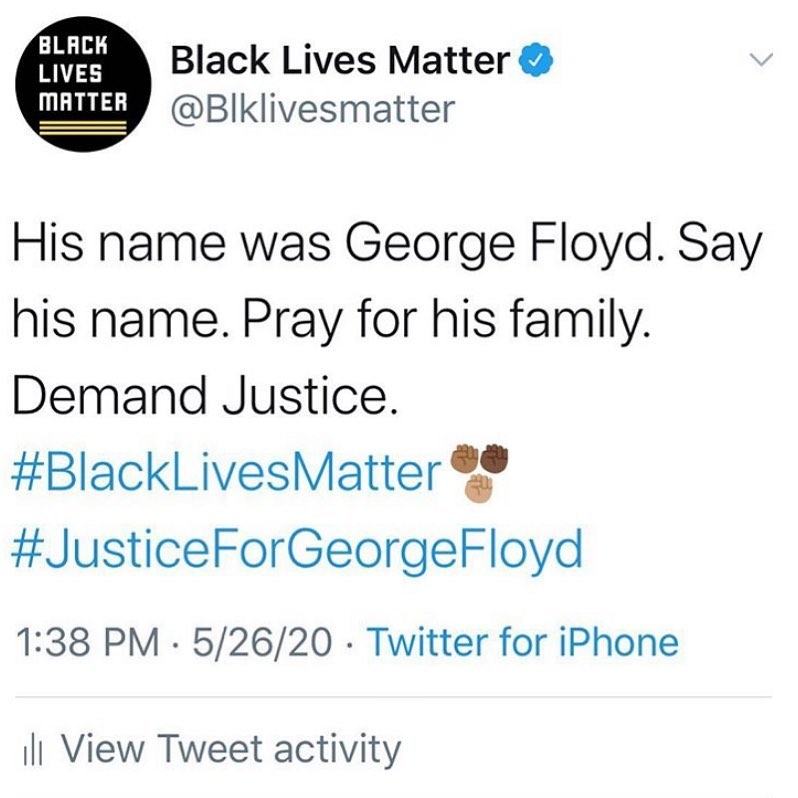 BLACK
LIVES
MATTER
Black Lives Matter
@Blklivesmatter
His name was George Floyd. Say
his name. Pray for his family.
Demand Justice.
#BlackLivesMatter✊🏾✊🏿✊🏼
#JusticeForGeorgeFloyd
1:38 PM · 5/26/20 · Twitter for iPhone
View Tweet activity